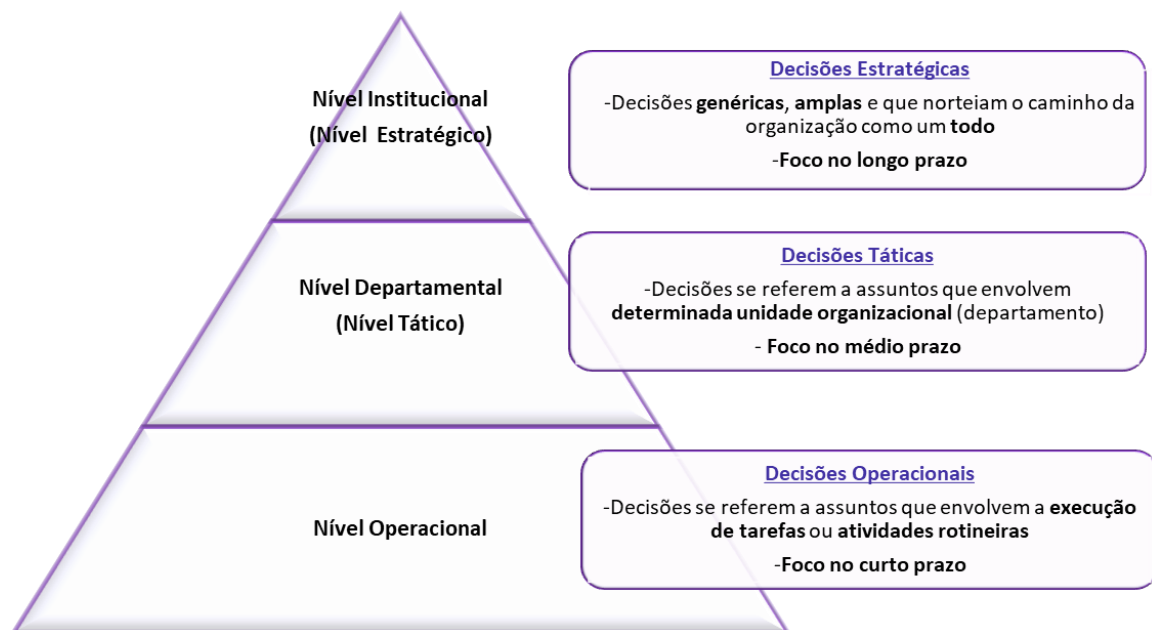 Nível Institucional
(Nível Estratégico)
Decisões Estratégicas
-Decisões genéricas, amplas e que norteiam o caminho da
organização como um todo
-Foco no longo prazo
Nível Departamental
(Nível Tático)
Decisões Táticas
-Decisões se referem a assuntos que envolvem
determinada unidade organizacional (departamento)
- Foco no médio prazo
Nível Operacional
Decisões Operacionais
-Decisões se referem a assuntos que envolvem a execução
de tarefas ou atividades rotineiras
-Foco no curto prazo